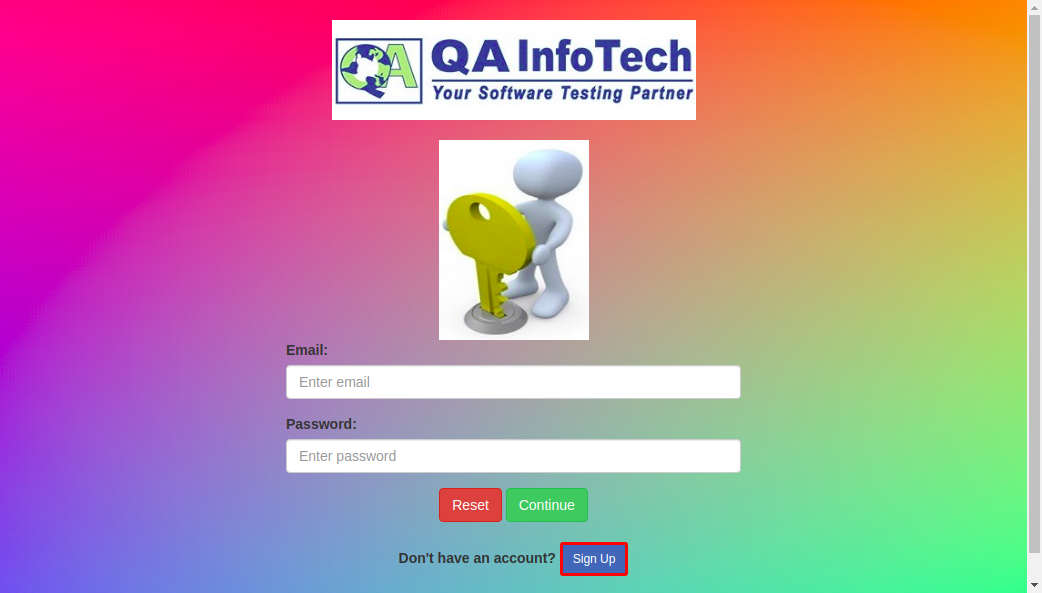 QA QA InfoTech
Your Software Testing Partner
Email:
Enter email
Password:
Enter password
Reset Continue
Don't have an account? Sign Up